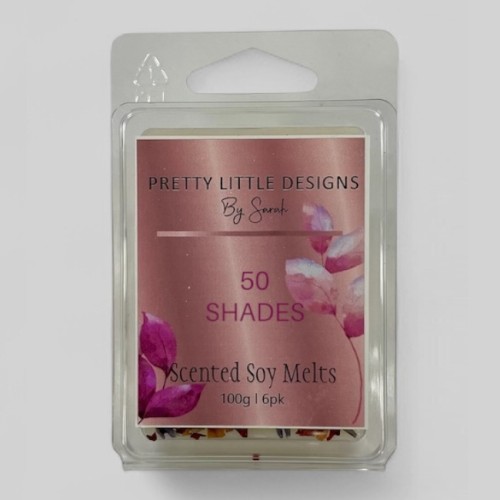 PRETTY LITTLE DESIGNS
By Sarah
50
SHADES
Scented Soy Melts
100g | 6pk